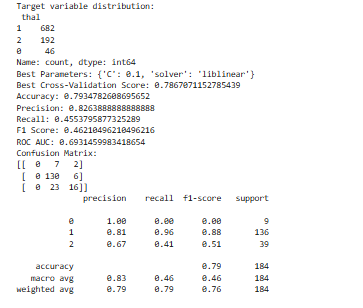 Target variable distribution:
thal
1 682
2 192
0 46
Name: count, dtype: int64
Best Parameters: {'C': 0.1, 'solver': 'liblinear'}
Best Cross-Validation Score: 0.7867071152785439
Accuracy: 0.7934782608695652
Precision: 0.8263888888888888
Recall: 0.4553795877325289
F1 Score: 0.46210496210496216
ROC AUC: 0.6931459983418654
Confusion Matrix:
[[ 0 7 2]
[ 0 130 6]
[ 0 23 16]]
precision recall f1-score support
0 1.00 0.00 0.00 9
1 0.81 0.96 0.88 136
2 0.67 0.41 0.51 39
accuracy 0.79 184
macro avg 0.83 0.46 0.46 184
weighted avg 0.79 0.79 0.76 184